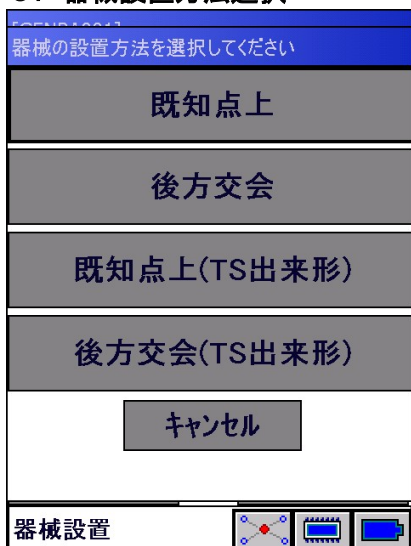 器械の設置方法を選択してください
既知点上
後方交会
既知点上(TS出来形)
後方交会(TS出来形)
キャンセル
器械設置